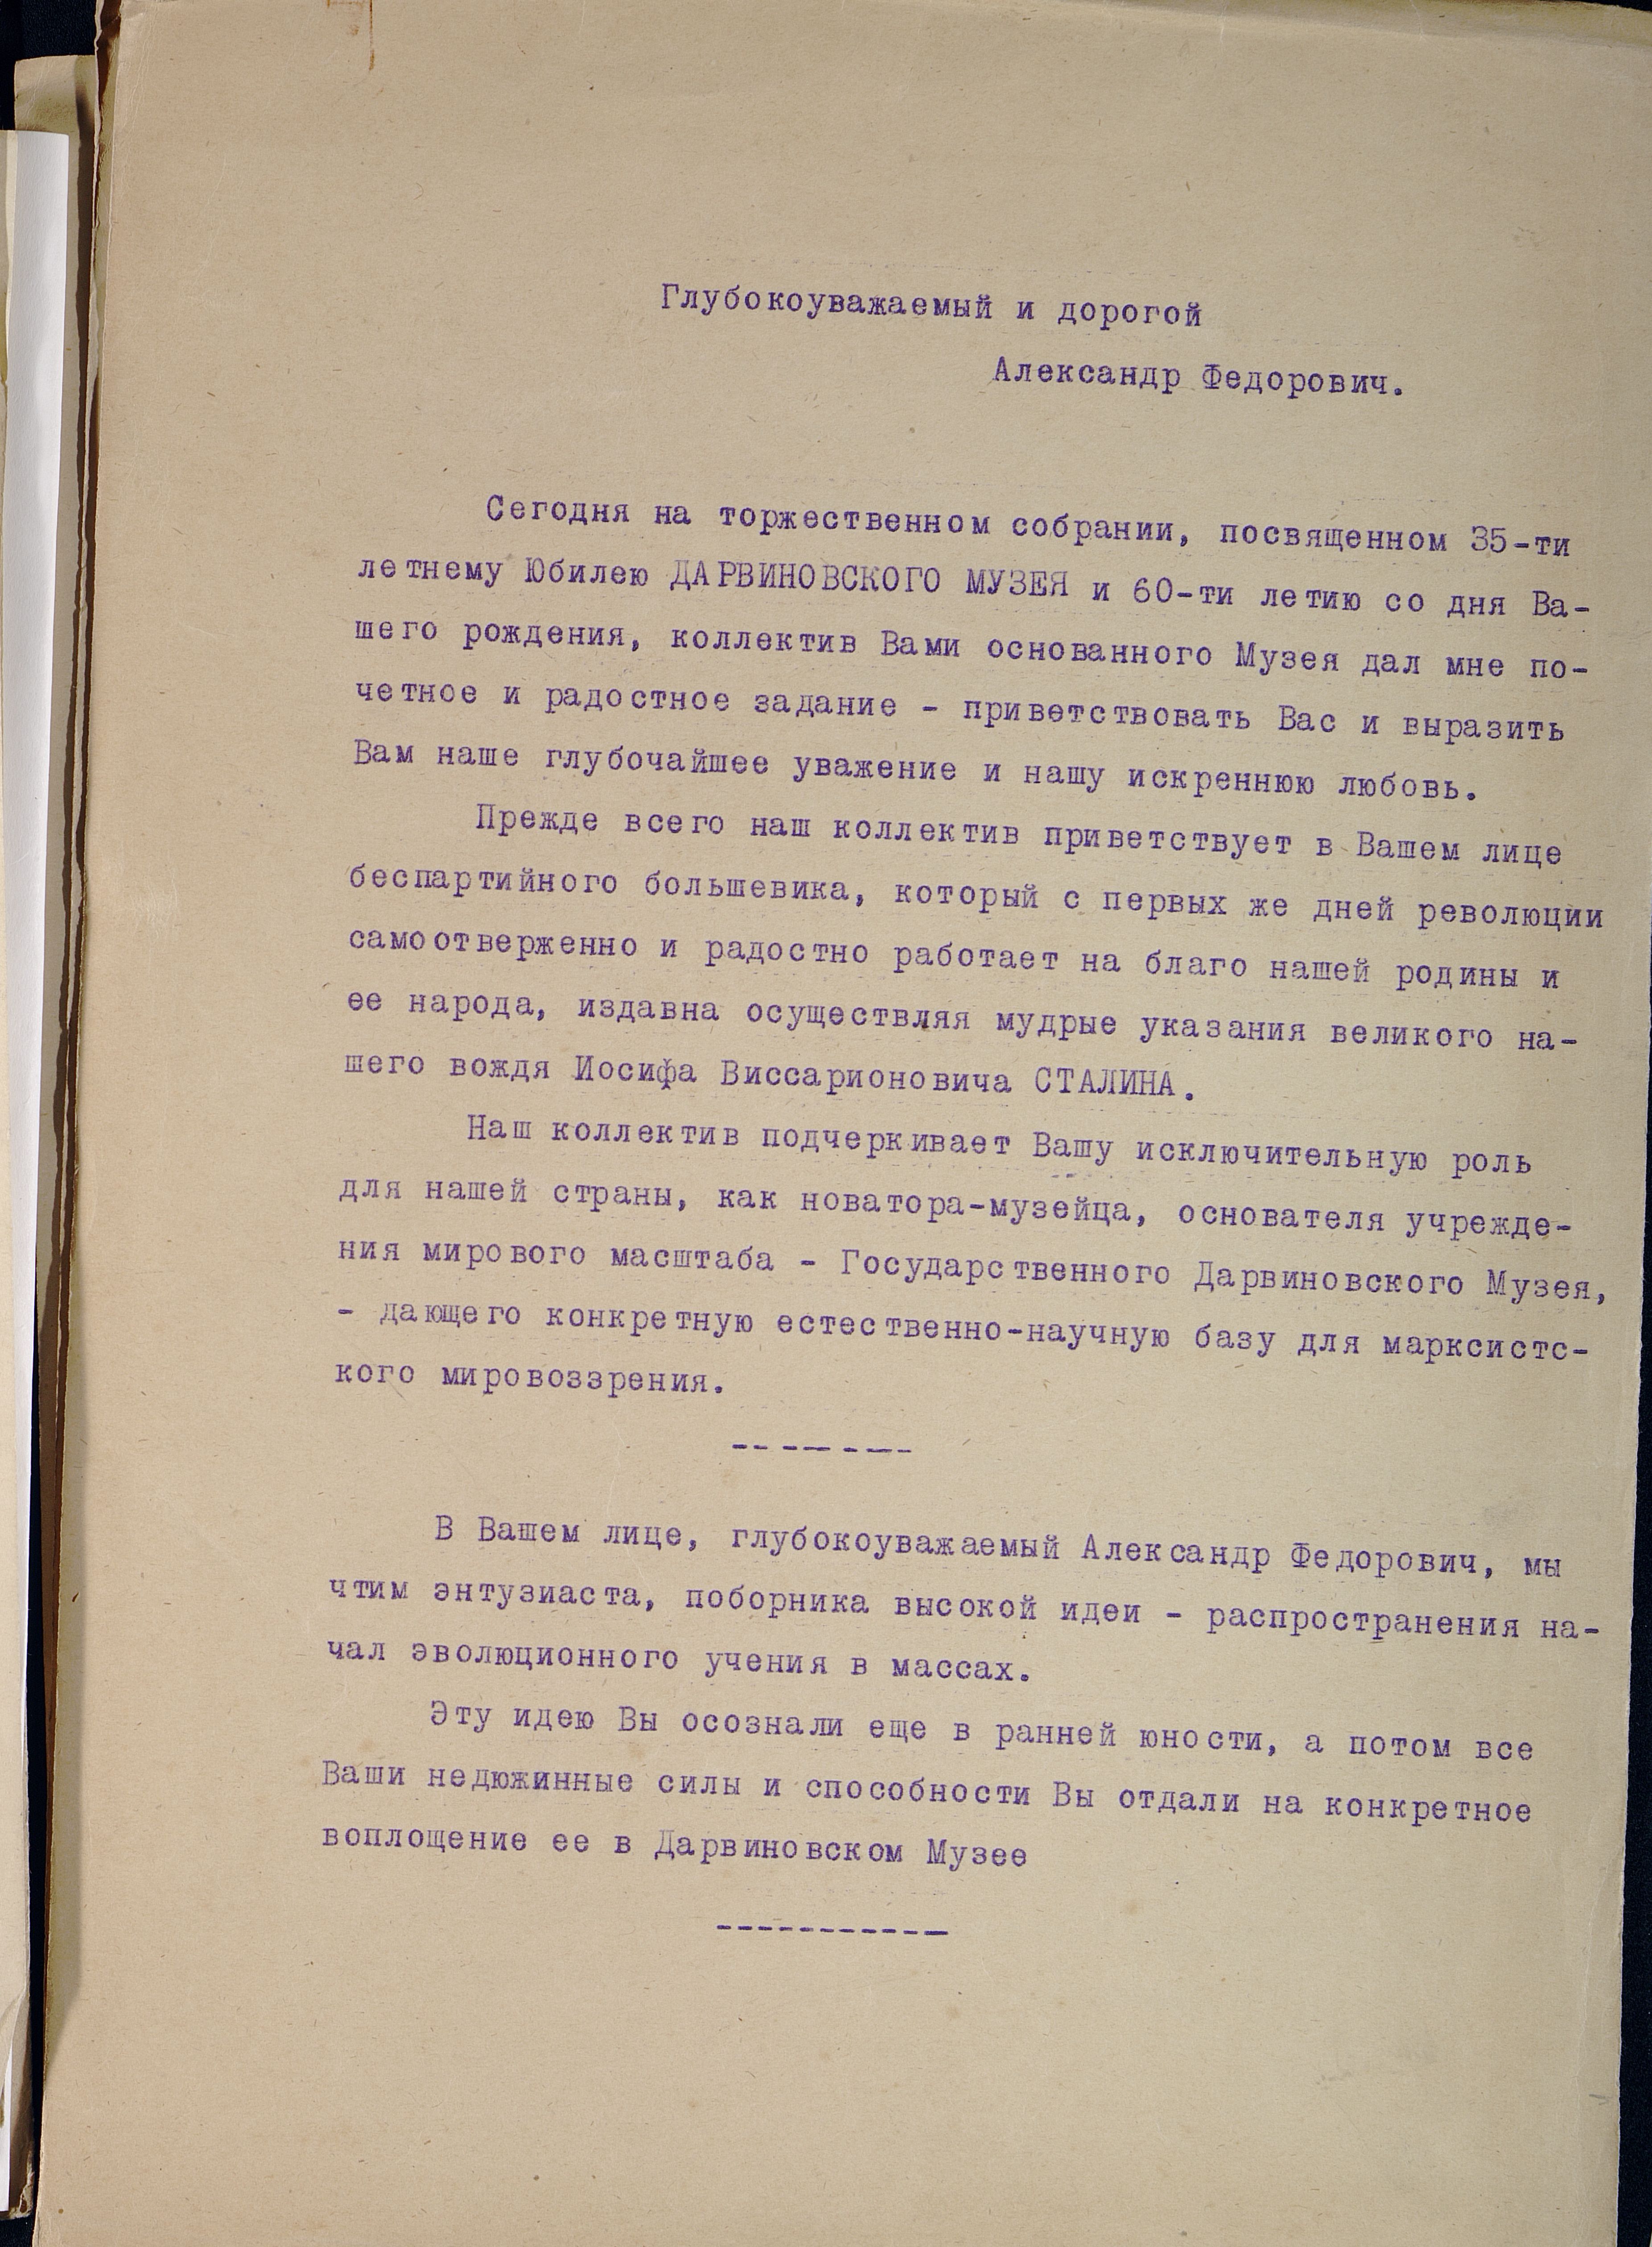 Глубокоуважаемый и дорогой
Александр Федорович.
Сегодня на торжественном собрании, посвященном 35-ти
летнему Юбилею ДАРВИНОВСКОГО МУЗЕЯ и 60-ти летию со дня Ва-
шего рождения, коллектив Вами основанного Музея дал мне по-
четное и радостное задание - приветствовать Вас и выразить
Вам наше глубочайшее уважение и нашу искреннюю любовь.
Прежде всего наш коллектив приветствует в Вашем лице
беспартийного большевика, который с первых же дней революции
самоотверженно и радостно работает на благо нашей родины и
ее народа, издавна осуществляя мудрые указания великого на-
шего вождя Иосифа Виссарионовича СТАЛИНА.
Наш коллектив подчеркивает Вашу исключительную роль
для нашей страны, как новатора-музейца, основателя учрежде-
ния мирового масштаба - Государственного Дарвиновского Музея,
- дающего конкретную естественно-научную базу для марксистс-
кого мировоззрения.
---------
В Вашем лице, глубокоуважаемый Александр Федорович, мы
чтим энтузиаста, поборника высокой идеи - распространения на-
чал эволюционного учения в массах.
Эту идею Вы осознали еще в ранней юности, а потом все
Ваши недюжинные силы и способности Вы отдали на конкретное
воплощение ее в Дарвиновском Музее
-----------